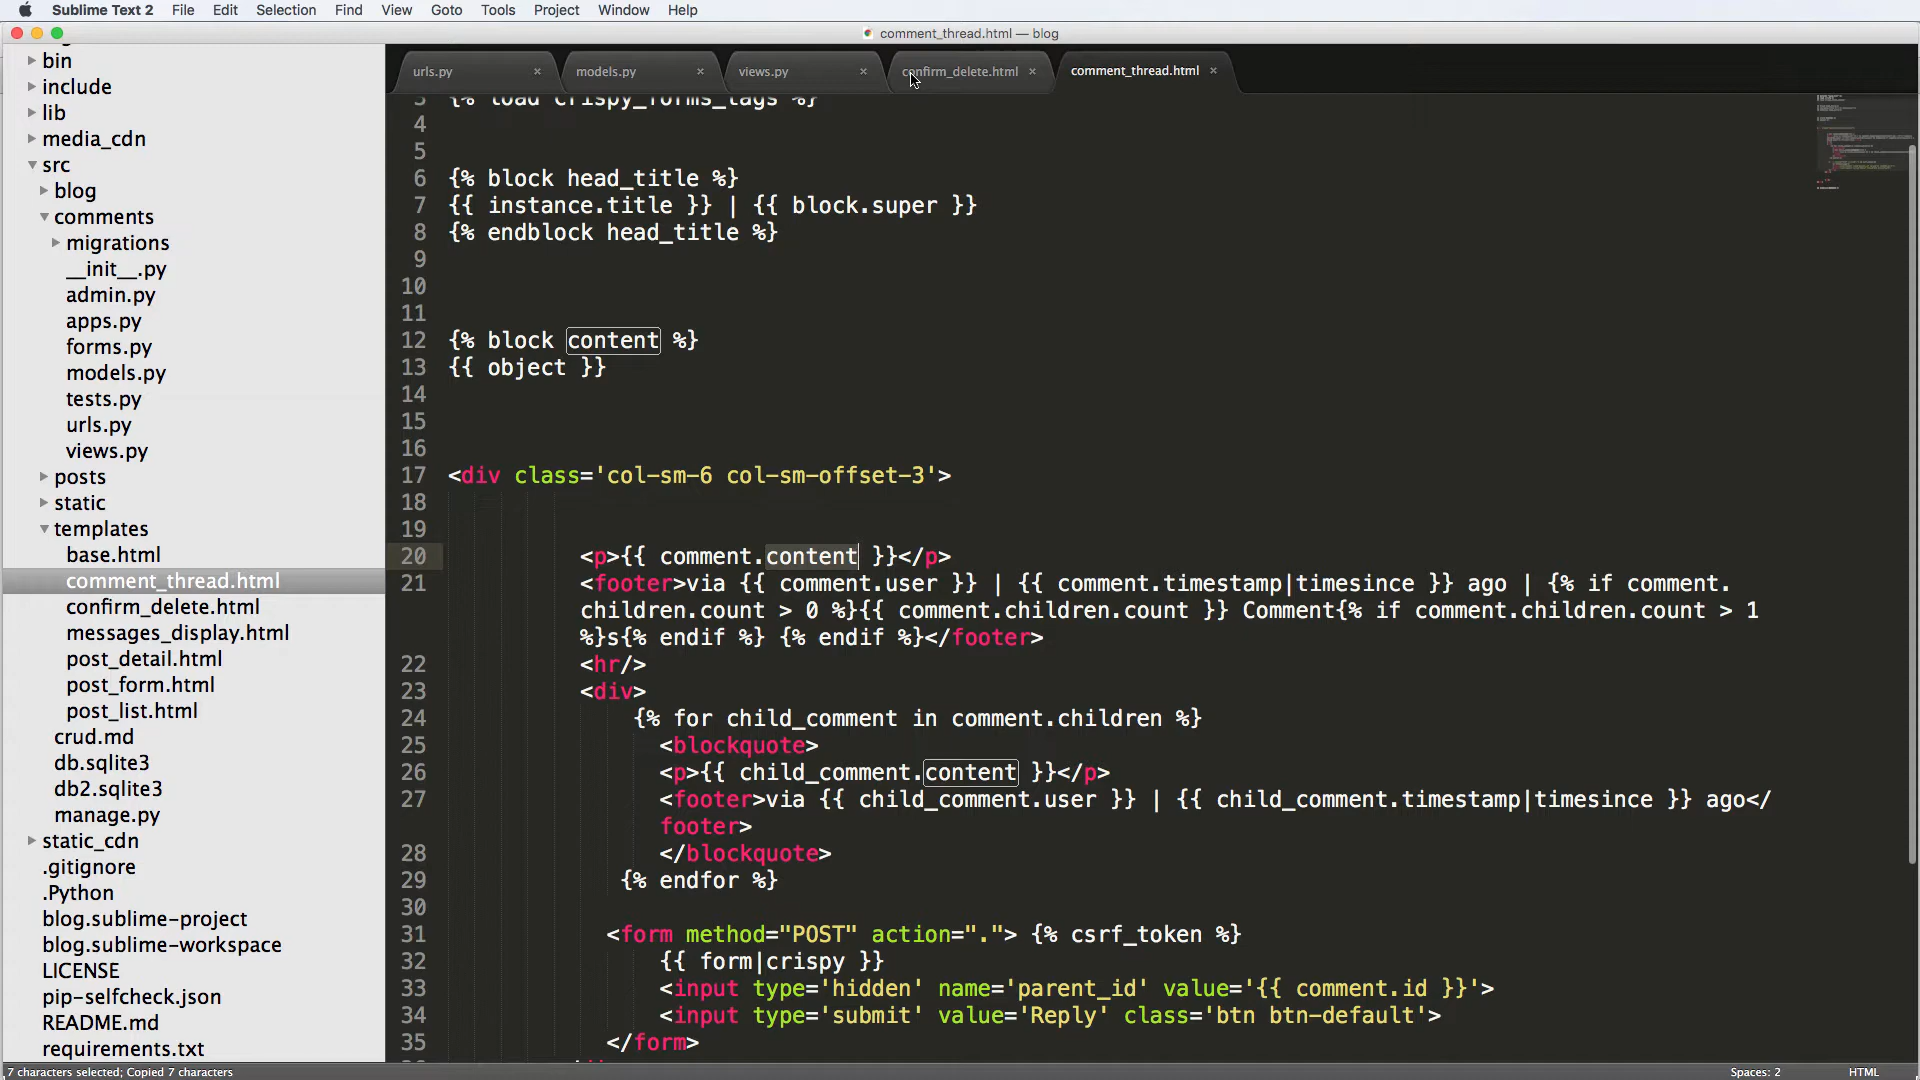 Sublime Text 2 File Edit Selection Find View Goto Tools Project Window Help
comment_thread.html — blog
bin
include
lib
media_cdn
src
blog
comments
migrations
__init__.py
admin.py
apps.py
forms.py
models.py
tests.py
urls.py
views.py
posts
static
templates
base.html
comment_thread.html
confirm_delete.html
messages_display.html
post_detail.html
post_form.html
post_list.html
crud.md
db.sqlite3
db2.sqlite3
manage.py
static_cdn
.gitignore
.Python
blog.sublime-project
blog.sublime-workspace
LICENSE
pip-selfcheck.json
README.md
requirements.txt
urls.py × models.py × views.py × confirm_delete.html × comment_thread.html ×
3 {% load crispy_forms_tags %}
4
5
6 {% block head_title %}
7 {{ instance.title }} | {{ block.super }}
8 {% endblock head_title %}
9
10
11
12 {% block content %}
13 {{ object }}
14
15
16
17 <div class='col-sm-6 col-sm-offset-3'>
18
19
20 <p>{{ comment.content }}</p>
21 <footer>via {{ comment.user }} | {{ comment.timestamp|timesince }} ago | {% if comment.
children.count > 0 %}{{ comment.children.count }} Comment{% if comment.children.count > 1
%}s{% endif %} {% endif %}</footer>
22 <hr/>
23 <div>
24 {% for child_comment in comment.children %}
25 <blockquote>
26 <p>{{ child_comment.content }}</p>
27 <footer>via {{ child_comment.user }} | {{ child_comment.timestamp|timesince }} ago</
footer>
28 </blockquote>
29 {% endfor %}
30
31 <form method="POST" action="."> {% csrf_token %}
32 {{ form|crispy }}
33 <input type='hidden' name='parent_id' value='{{ comment.id }}'>
34 <input type='submit' value='Reply' class='btn btn-default'>
35 </form>
7 characters selected; Copied 7 characters Spaces: 2 HTML